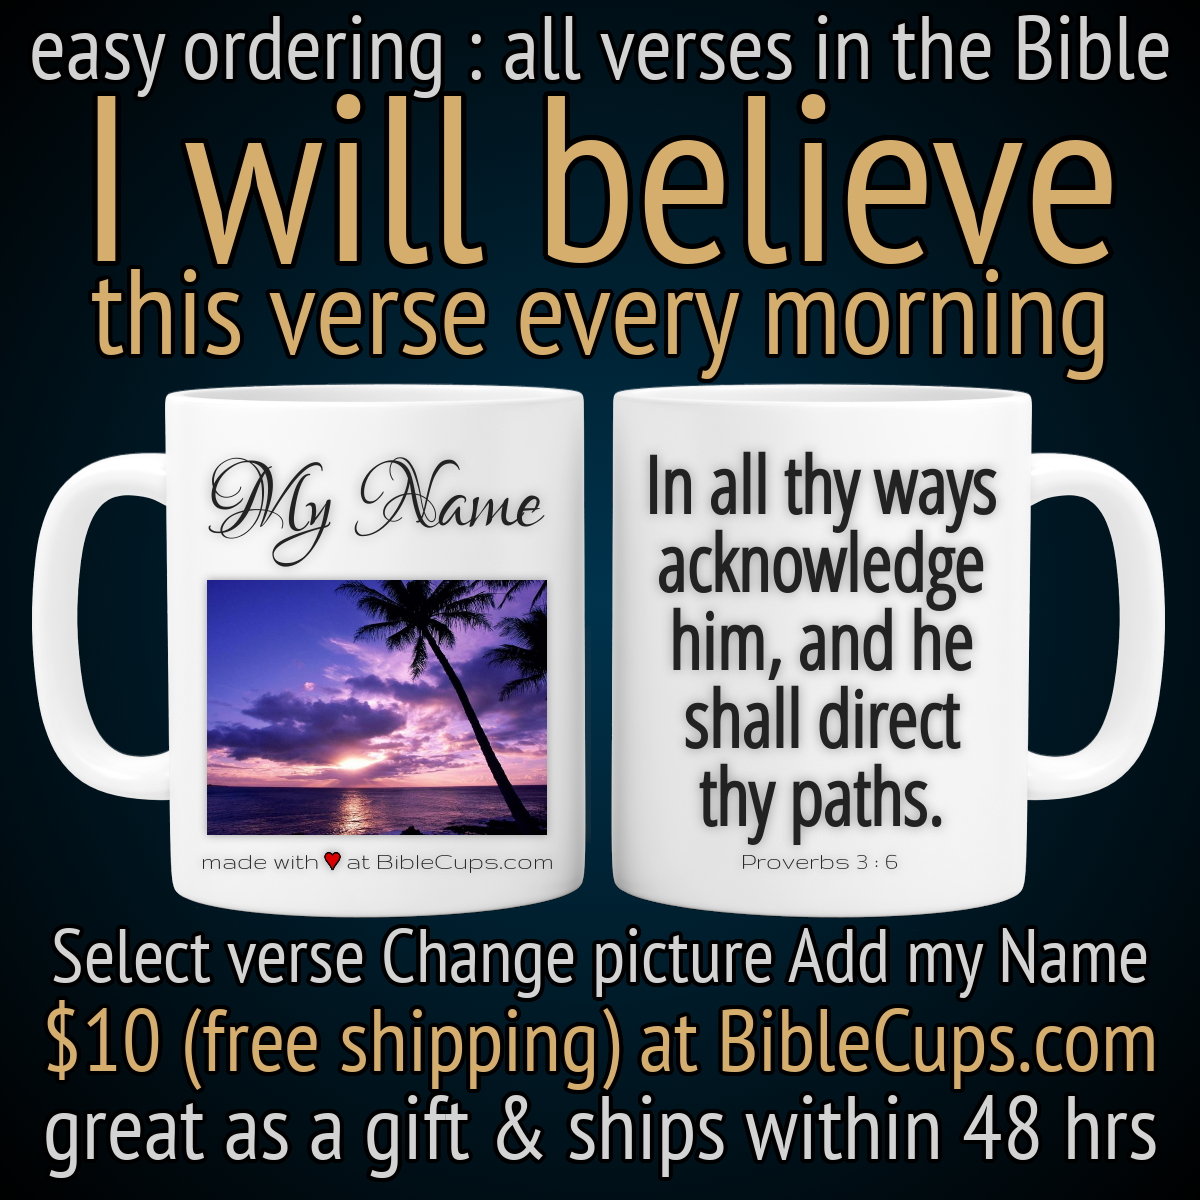 easy ordering : all verses in the Bible
I will believe
this verse every morning
My Name
made with ♥ at BibleCups.com
In all thy ways
acknowledge
him, and he
shall direct
thy paths.
Proverbs 3 : 6
Select verse Change picture Add my Name
$10 (free shipping) at BibleCups.com
great as a gift & ships within 48 hrs